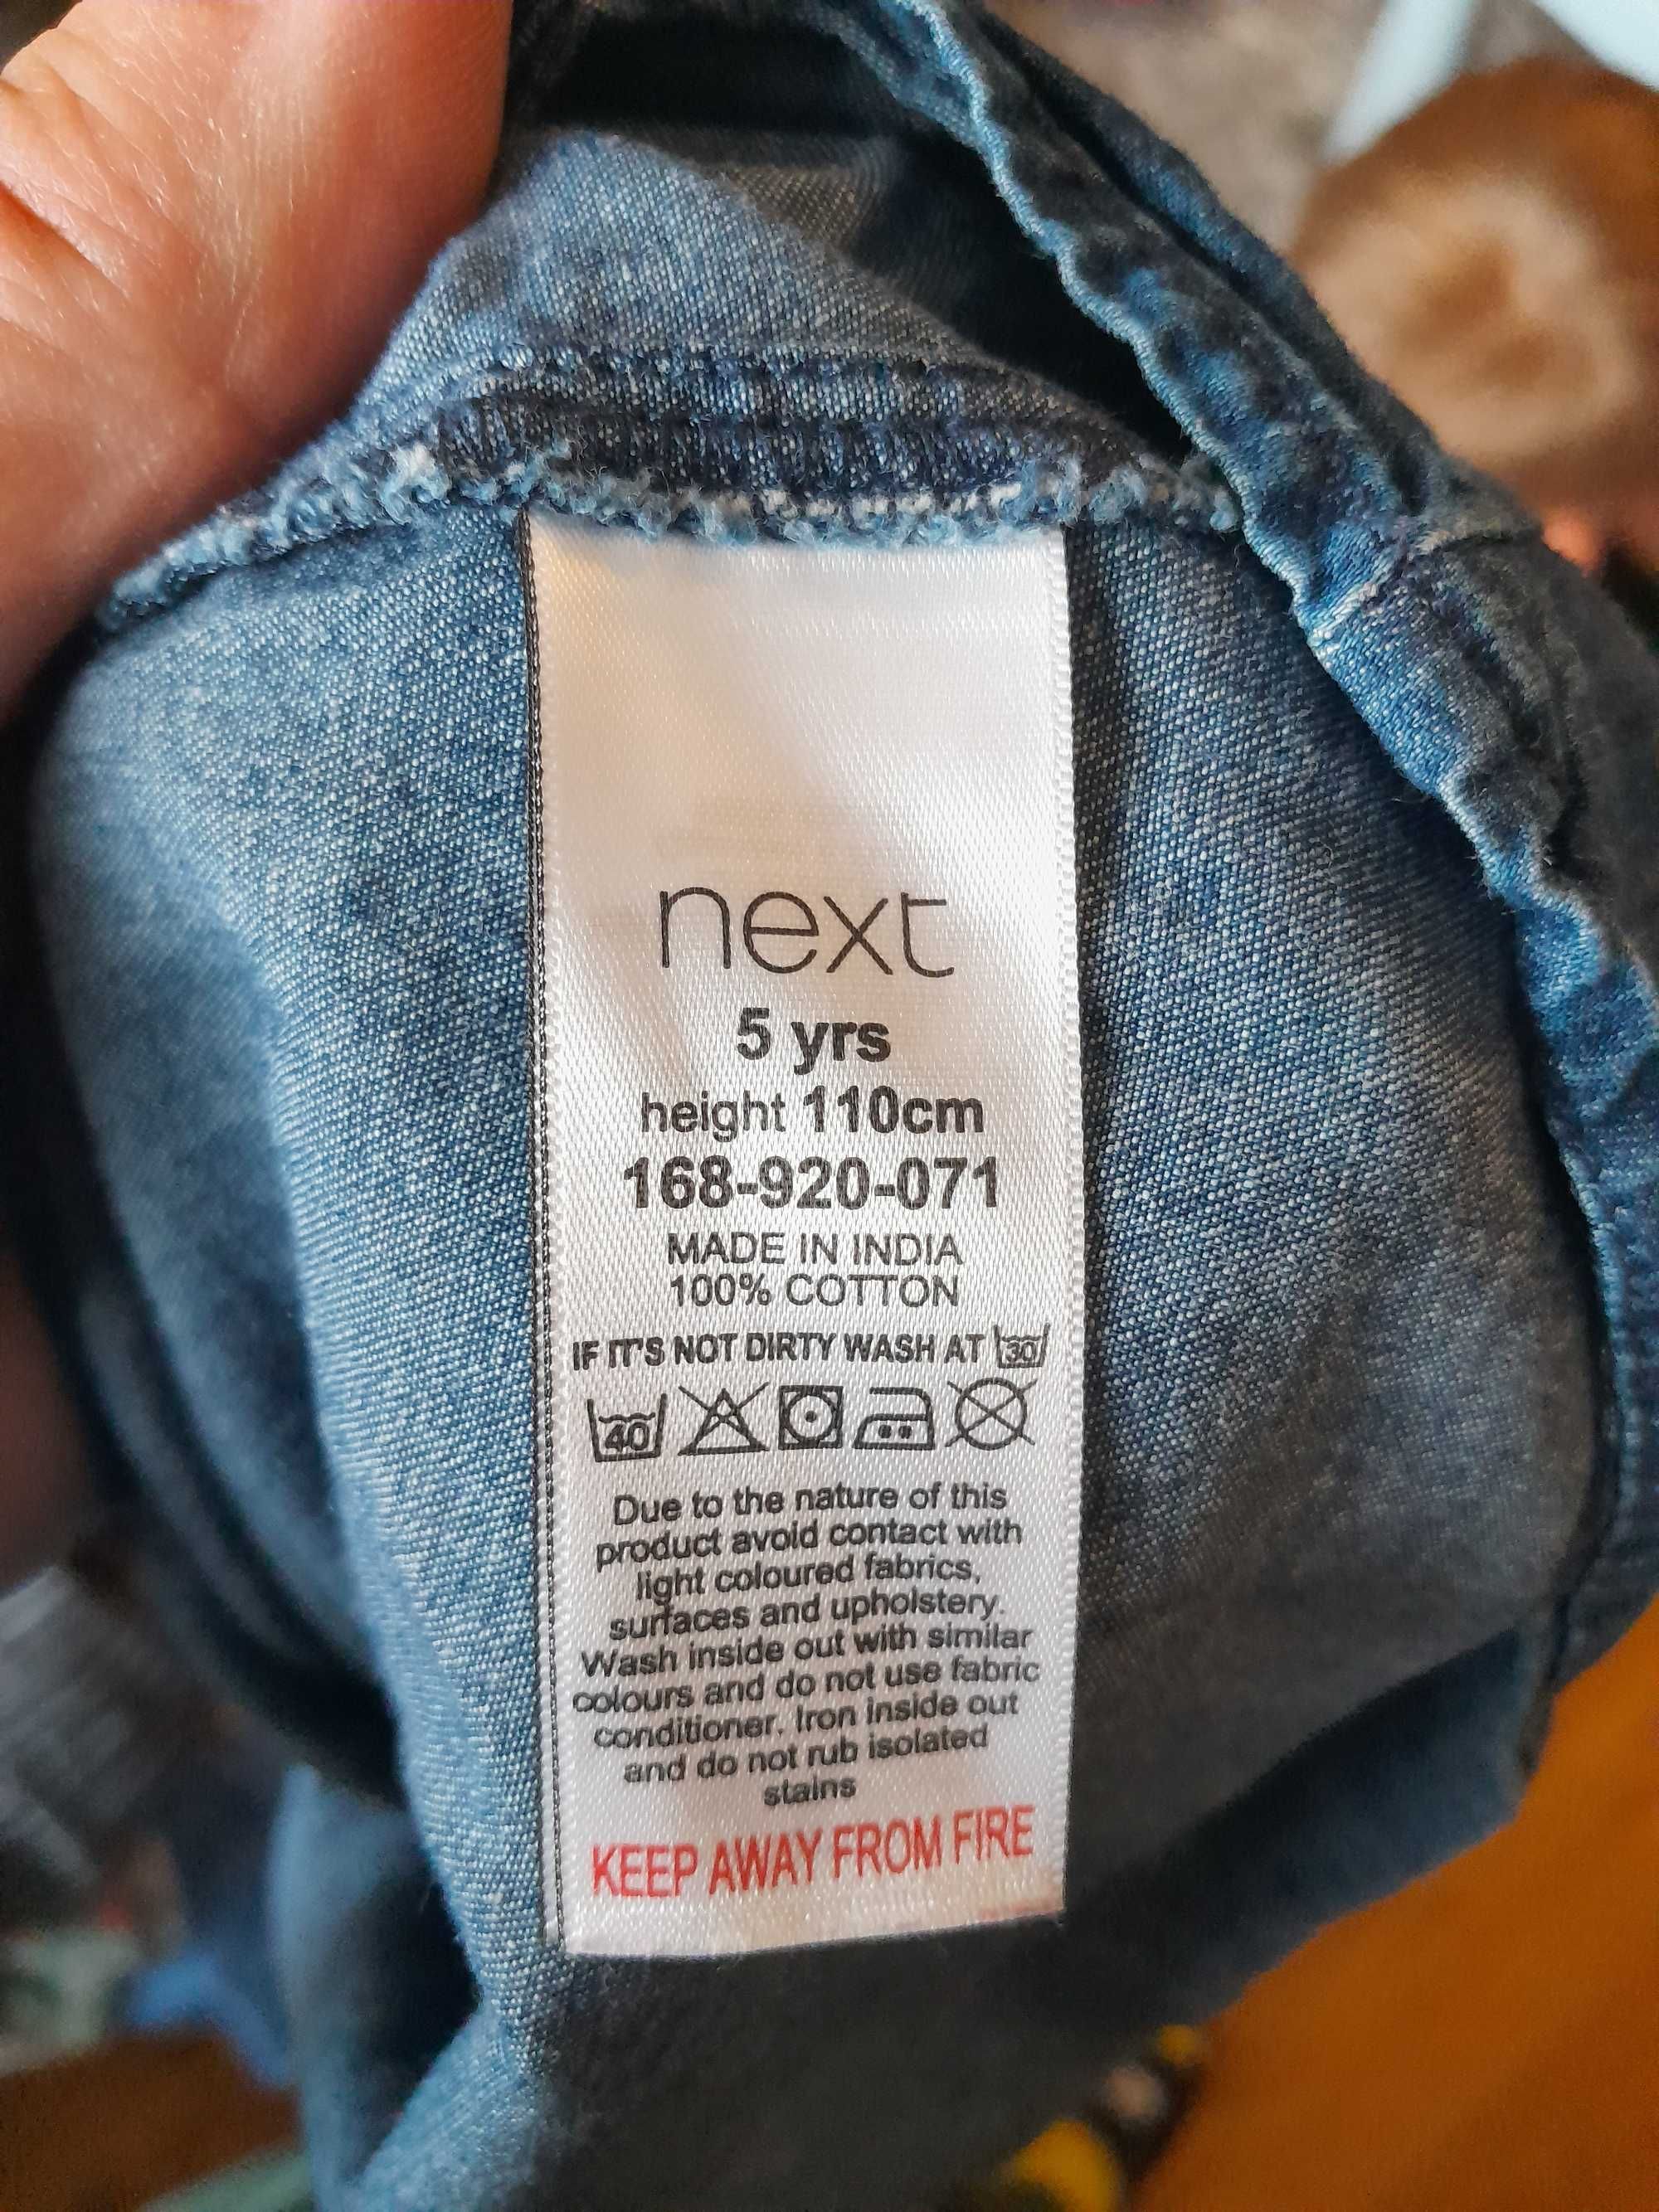 next
5 yrs
height 110cm
168-920-071
MADE IN INDIA
100% COTTON
IF IT'S NOT DIRTY WASH AT 30
40
Due to the nature of this
product avoid contact with
light coloured fabrics,
surfaces and upholstery.
Wash inside out with similar
colours and do not use fabric
conditioner. Iron inside out
and do not rub isolated
stains
KEEP AWAY FROM FIRE